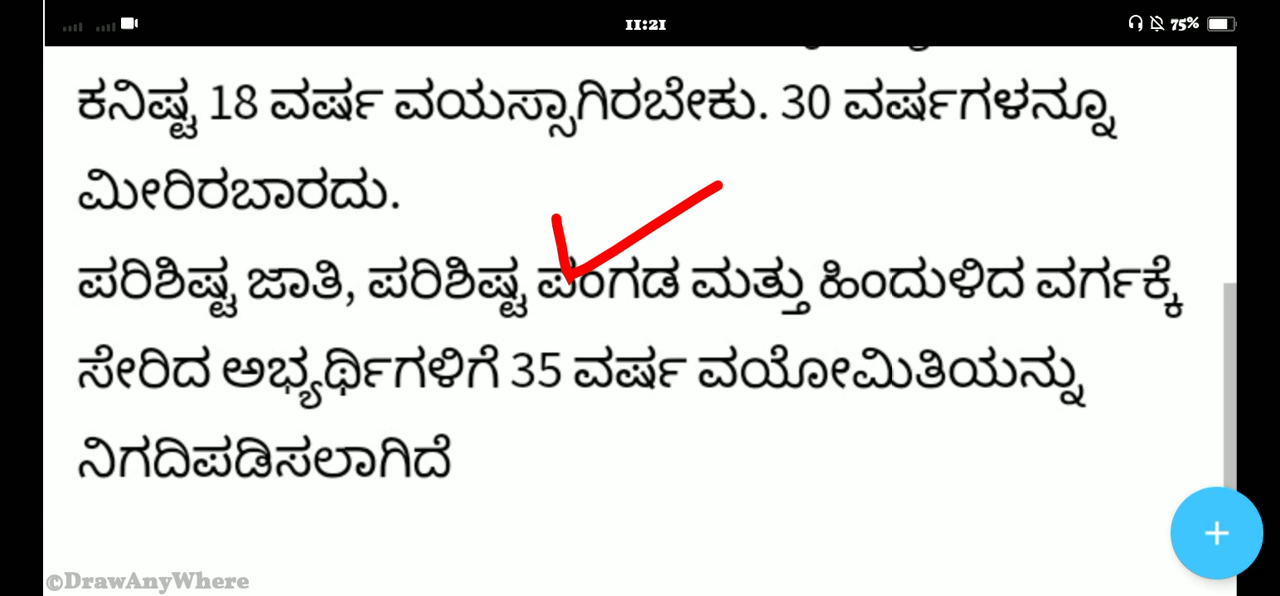 11:21
75%
ಕನಿಷ್ಟ 18 ವರ್ಷ ವಯಸ್ಸಾಗಿರಬೇಕು. 30 ವರ್ಷಗಳನ್ನೂ
ಮೀರಿರಬಾರದು.
ಪರಿಶಿಷ್ಟ ಜಾತಿ, ಪರಿಶಿಷ್ಟ ಪಂಗಡ ಮತ್ತು ಹಿಂದುಳಿದ ವರ್ಗಕ್ಕೆ
ಸೇರಿದ ಅಭ್ಯರ್ಥಿಗಳಿಗೆ 35 ವರ್ಷ ವಯೋಮಿತಿಯನ್ನು
ನಿಗದಿಪಡಿಸಲಾಗಿದೆ
©DrawAnyWhere